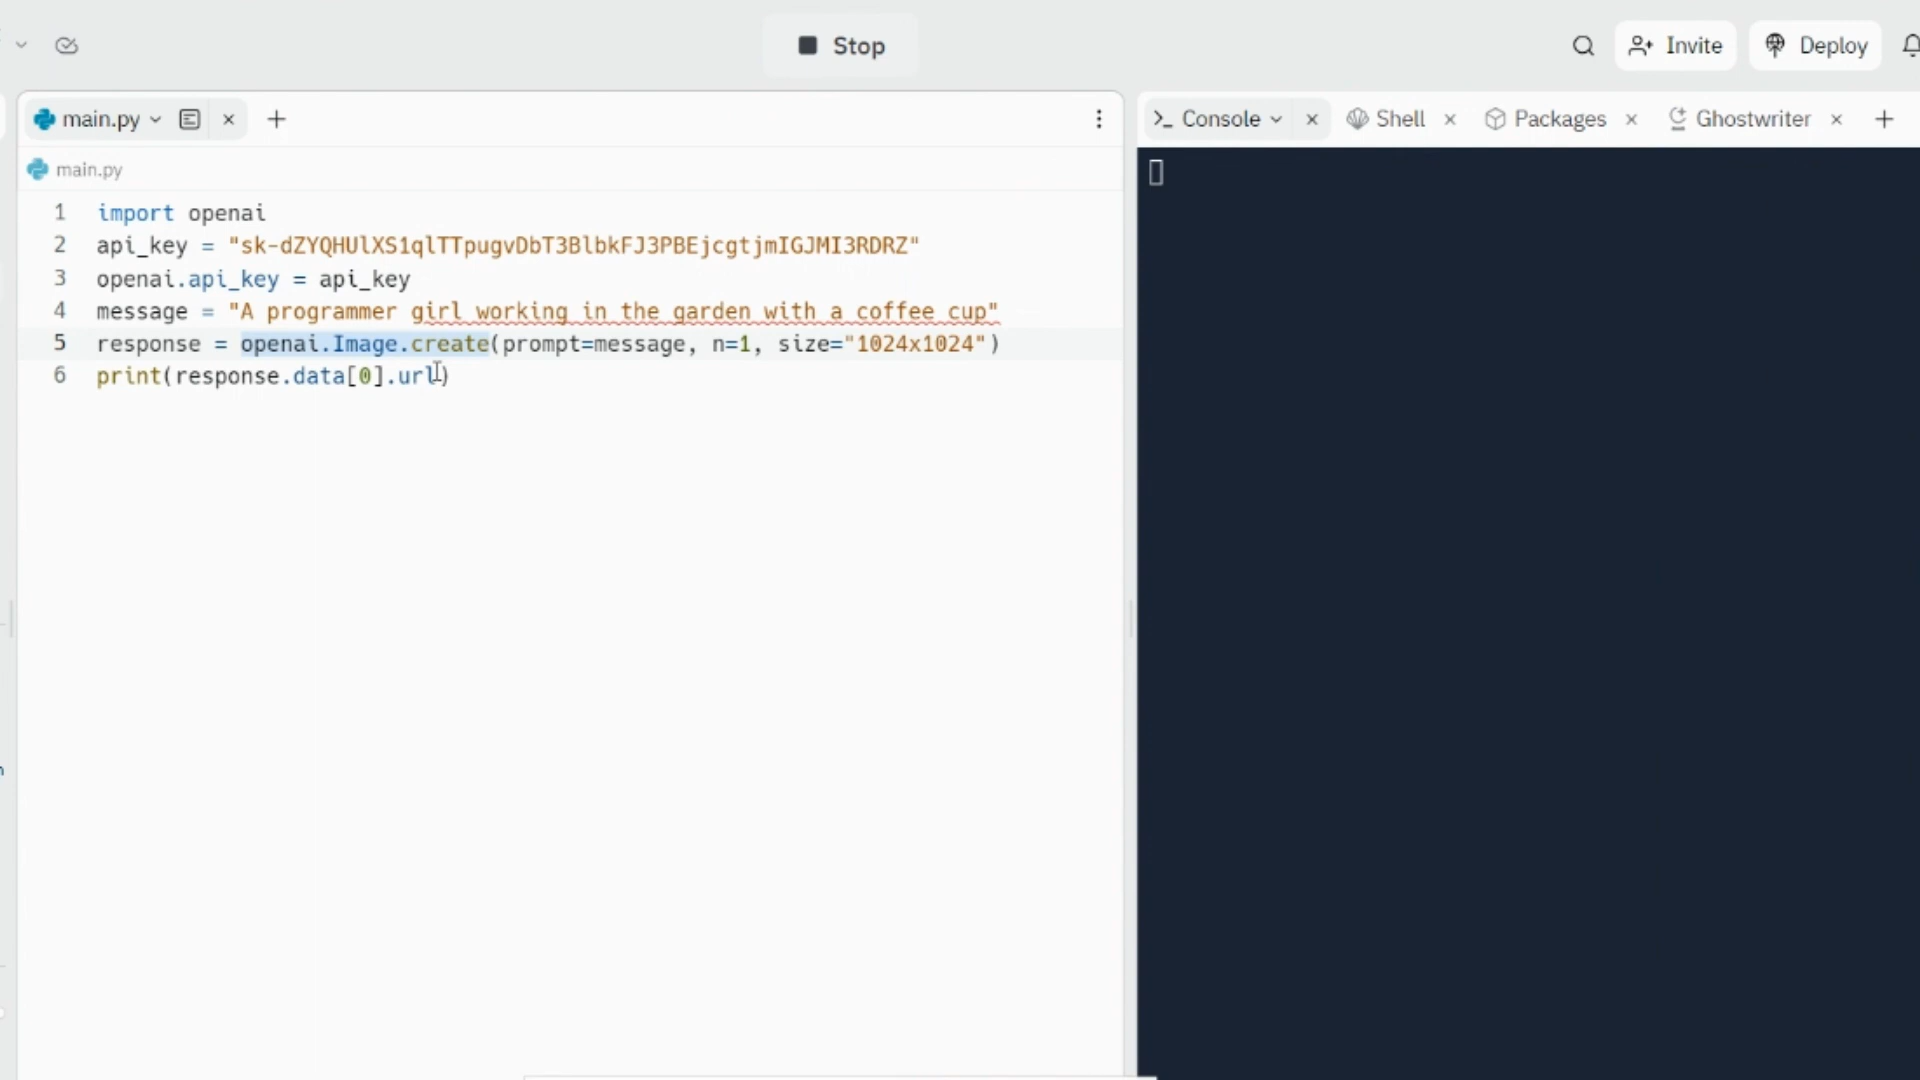 Stop
Invite
Deploy
main.py
Console
Shell
Packages
Ghostwriter
main.py
1 import openai
2 api_key = "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"
3 openai.api_key = api_key
4 message = "A programmer girl working in the garden with a coffee cup"
5 response = openai.Image.create(prompt=message, n=1, size="1024x1024")
6 print(response.data[0].url)